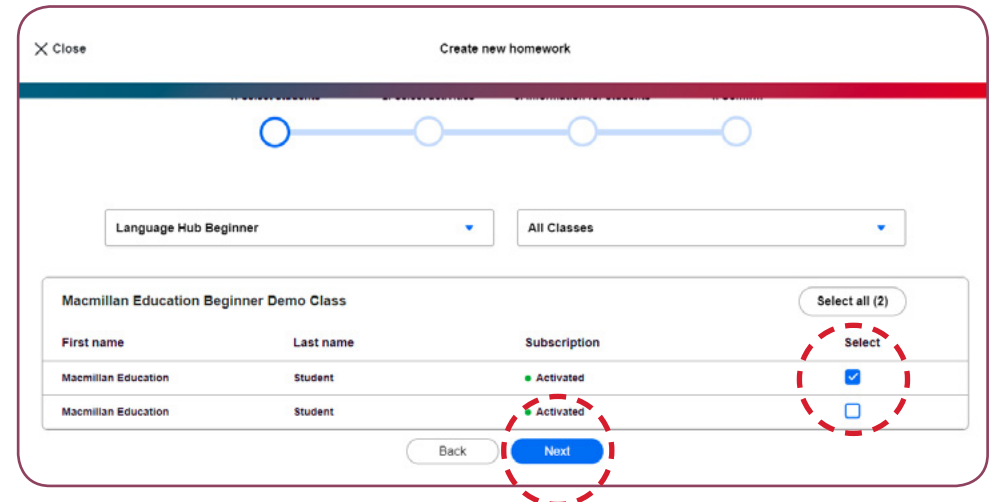 Close
Create new homework
Language Hub Beginner
All Classes
Macmillan Education Beginner Demo Class
Select all (2)
First name Last name Subscription Select
Macmillan Education Student Activated
Macmillan Education Student Activated
Back Next